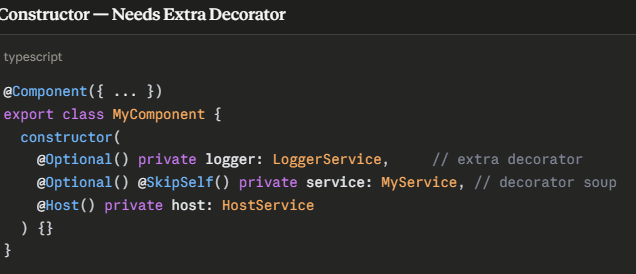 Constructor — Needs Extra Decorator
typescript
@Component({ ... })
export class MyComponent {
  constructor(
    @Optional() private logger: LoggerService,     // extra decorator
    @Optional() @SkipSelf() private service: MyService, // decorator soup
    @Host() private host: HostService
  ) {}
}